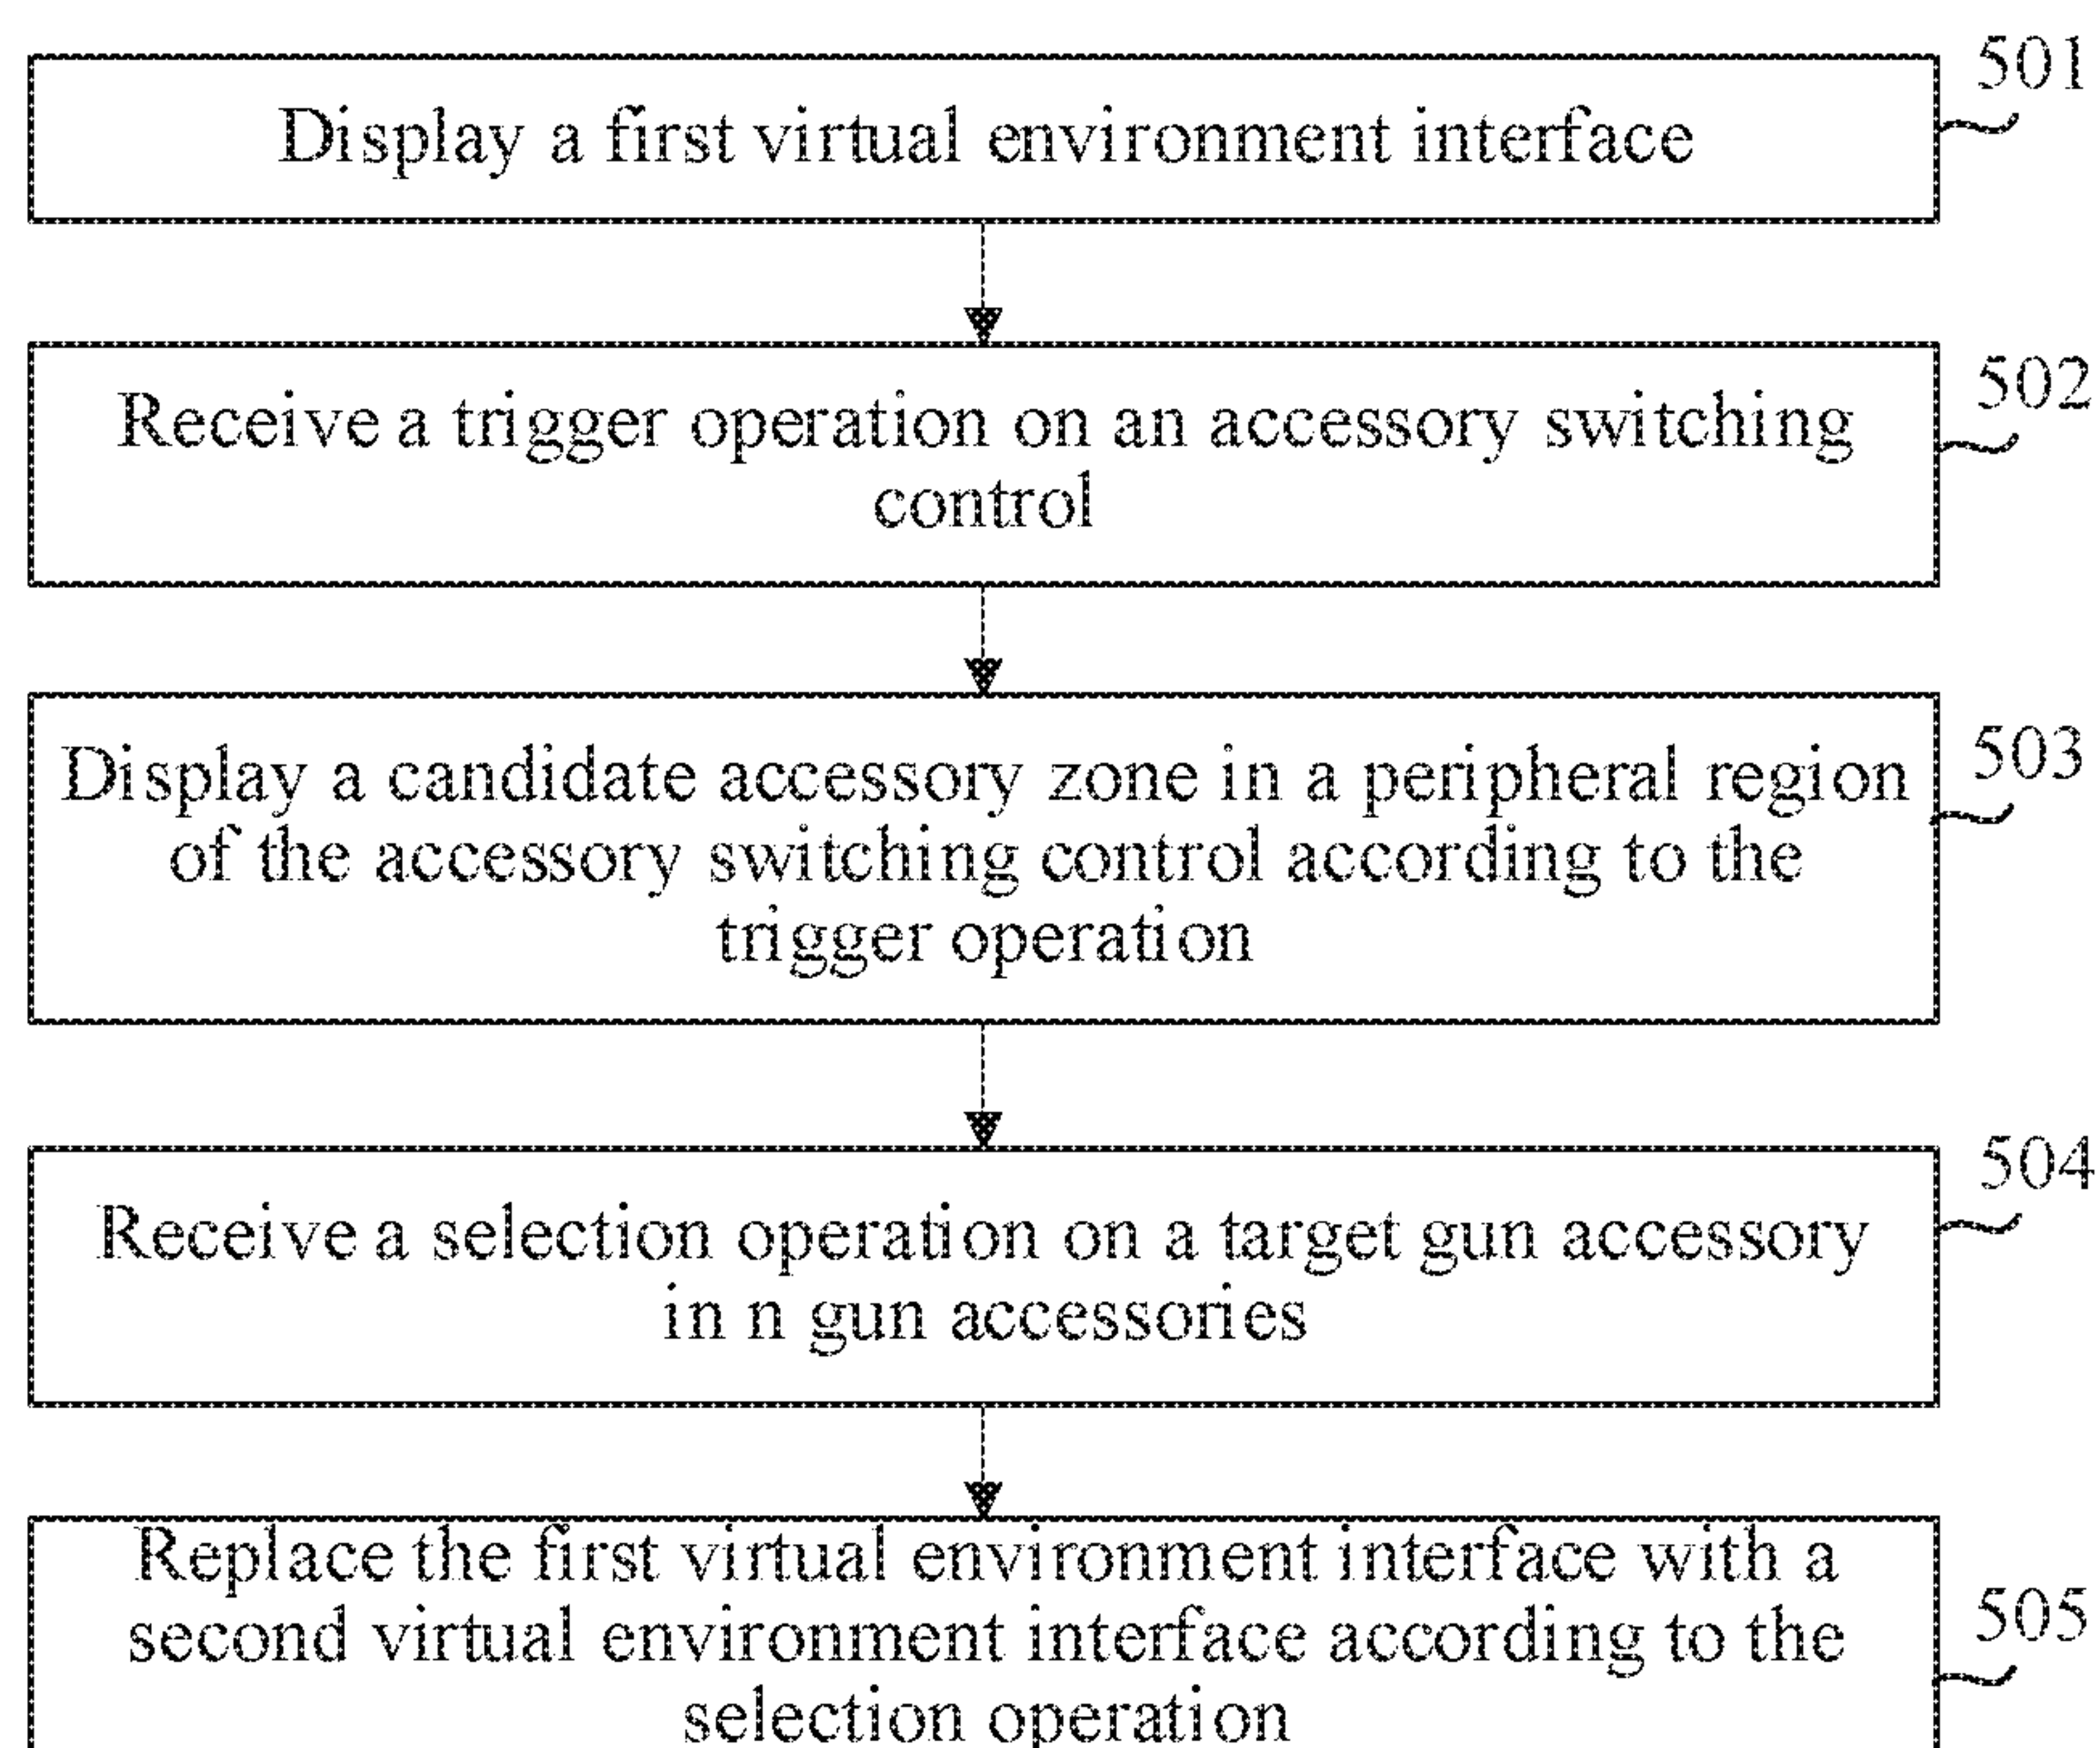 501
Display a first virtual environment interface
502
Receive a trigger operation on an accessory switching
control
503
Display a candidate accessory zone in a peripheral region
of the accessory switching control according to the
trigger operation
504
Receive a selection operation on a target gun accessory
in n gun accessories
Replace the first virtual environment interface with a
505
second virtual environment interface according to the
selection operation